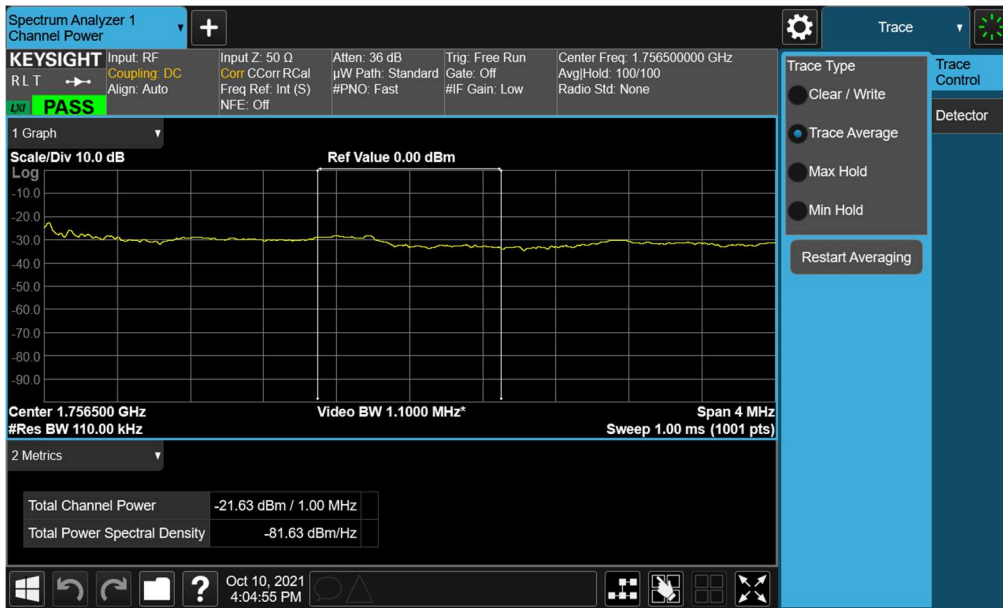 Spectrum Analyzer 1
Channel Power
+
Trace
KEYSIGHT
R L T
LXI
PASS
Input: RF
Coupling: DC
Align: Auto
Input Z: 50 Ω
Corr CCorr RCal
Freq Ref: Int (S)
NFE: Off
Atten: 36 dB
µW Path: Standard
#PNO: Fast
Trig: Free Run
Gate: Off
#IF Gain: Low
Center Freq: 1.756500000 GHz
Avg|Hold: 100/100
Radio Std: None
1 Graph
Scale/Div 10.0 dB
Ref Value 0.00 dBm
Log
-10.0
-20.0
-30.0
-40.0
-50.0
-60.0
-70.0
-80.0
-90.0
Center 1.756500 GHz
Video BW 1.1000 MHz*
Span 4 MHz
#Res BW 110.00 kHz
Sweep 1.00 ms (1001 pts)
2 Metrics
Total Channel Power -21.63 dBm / 1.00 MHz
Total Power Spectral Density -81.63 dBm/Hz
?
Oct 10, 2021
4:04:55 PM
Trace Type
Clear / Write
Trace Average
Max Hold
Min Hold
Restart Averaging
Trace
Control
Detector